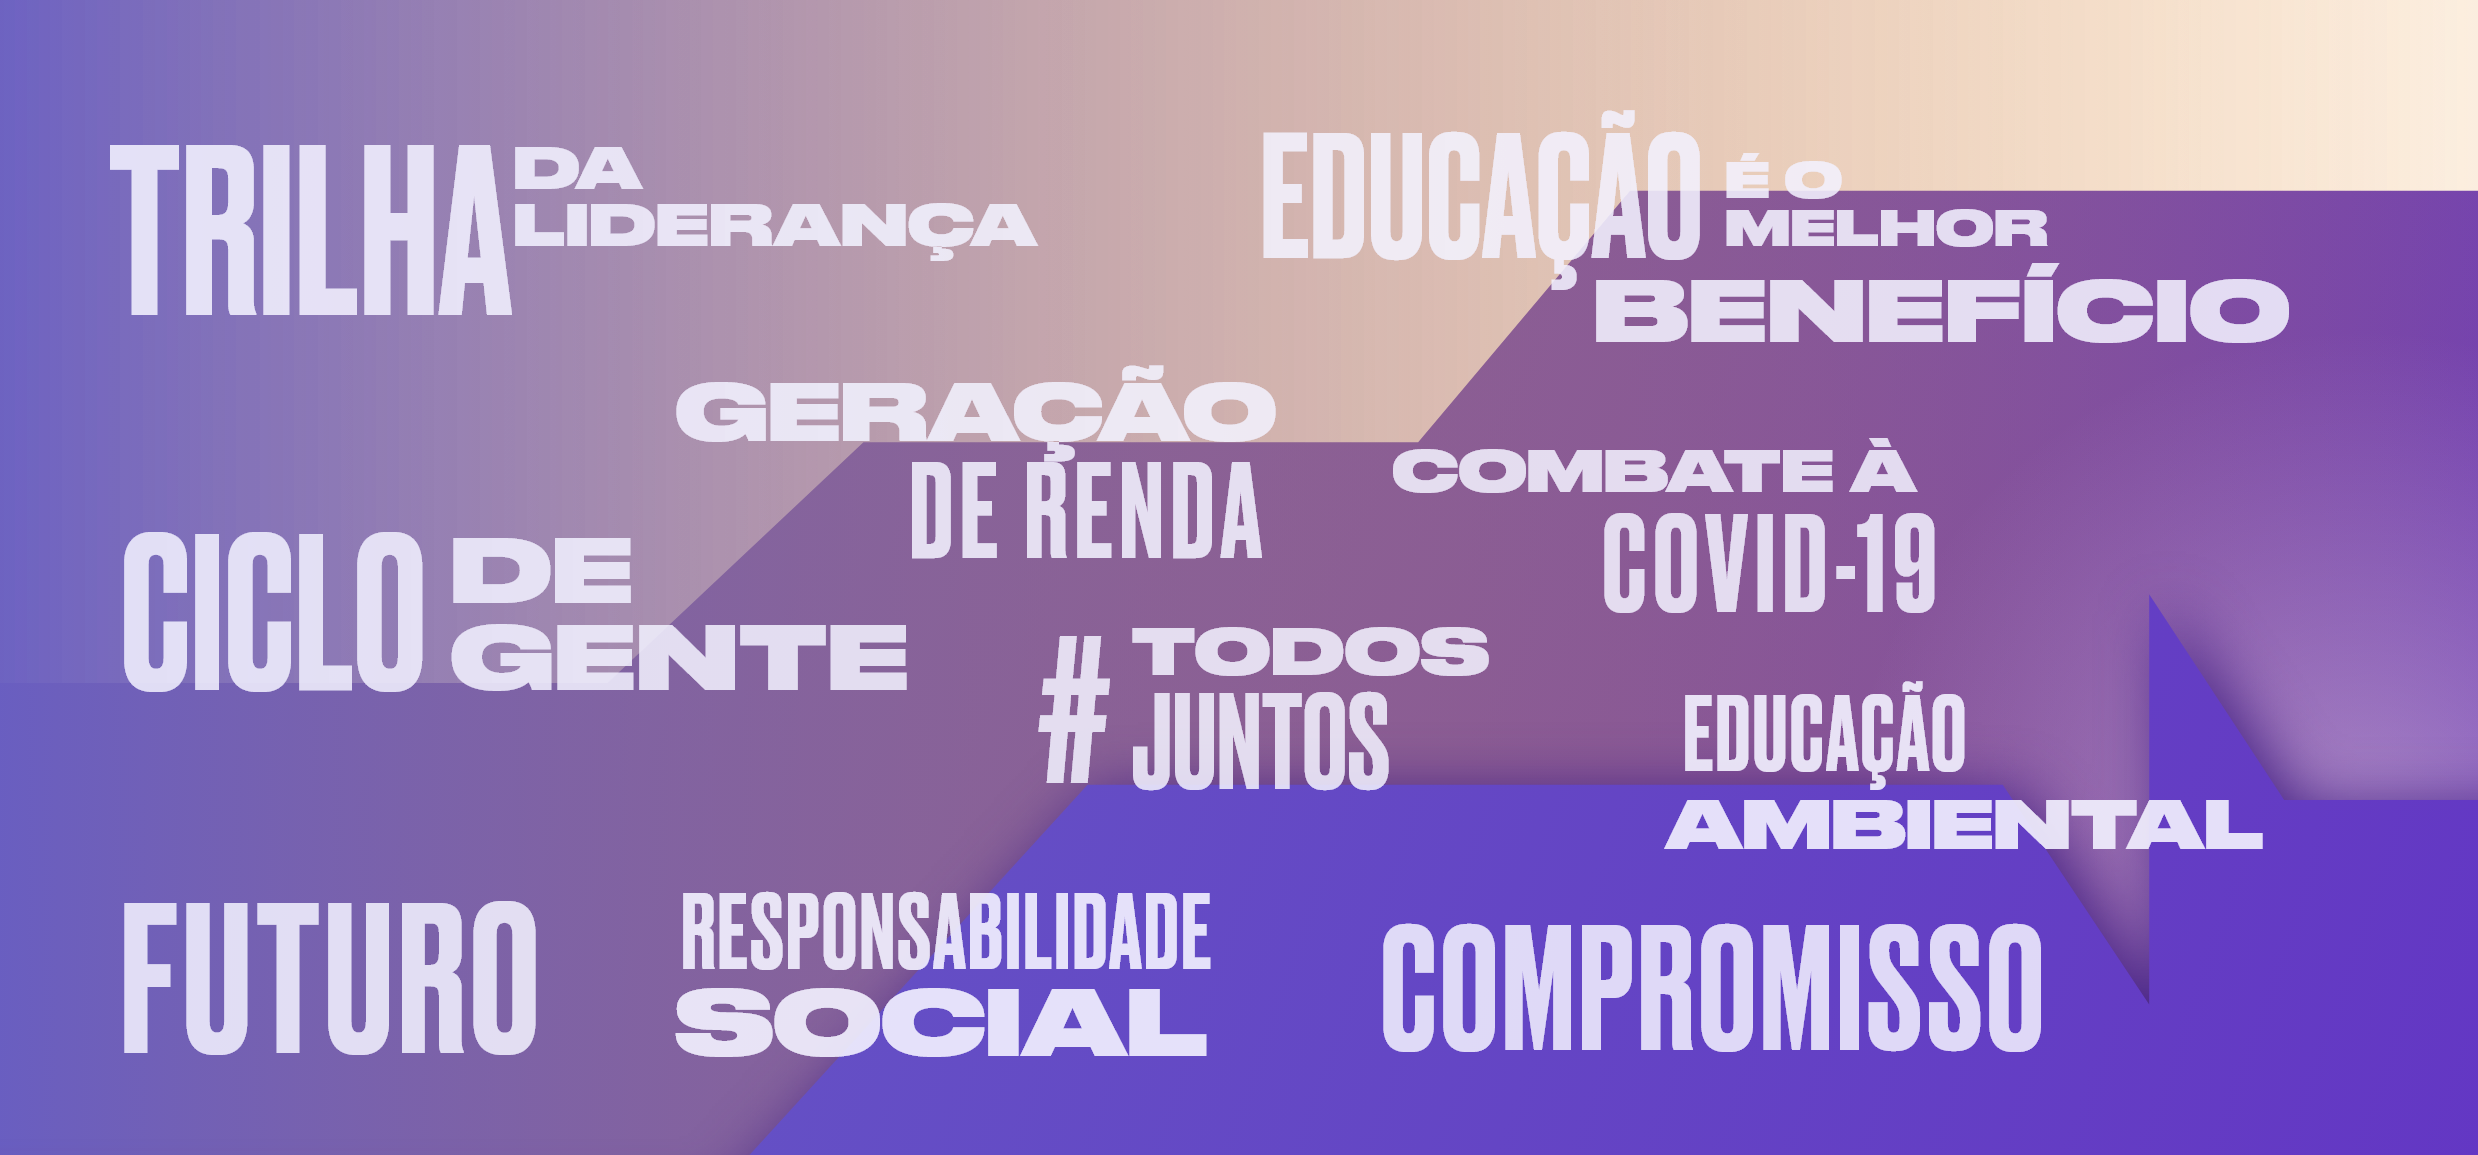 TRILHA DA
LIDERANÇA
EDUCAÇÃO É O
MELHOR
BENEFÍCIO
GERAÇÃO
DE RENDA
COMBATE À
COVID-19
CICLO DE
GENTE
# TODOS
JUNTOS
EDUCAÇÃO
AMBIENTAL
FUTURO
RESPONSABILIDADE
SOCIAL
COMPROMISSO